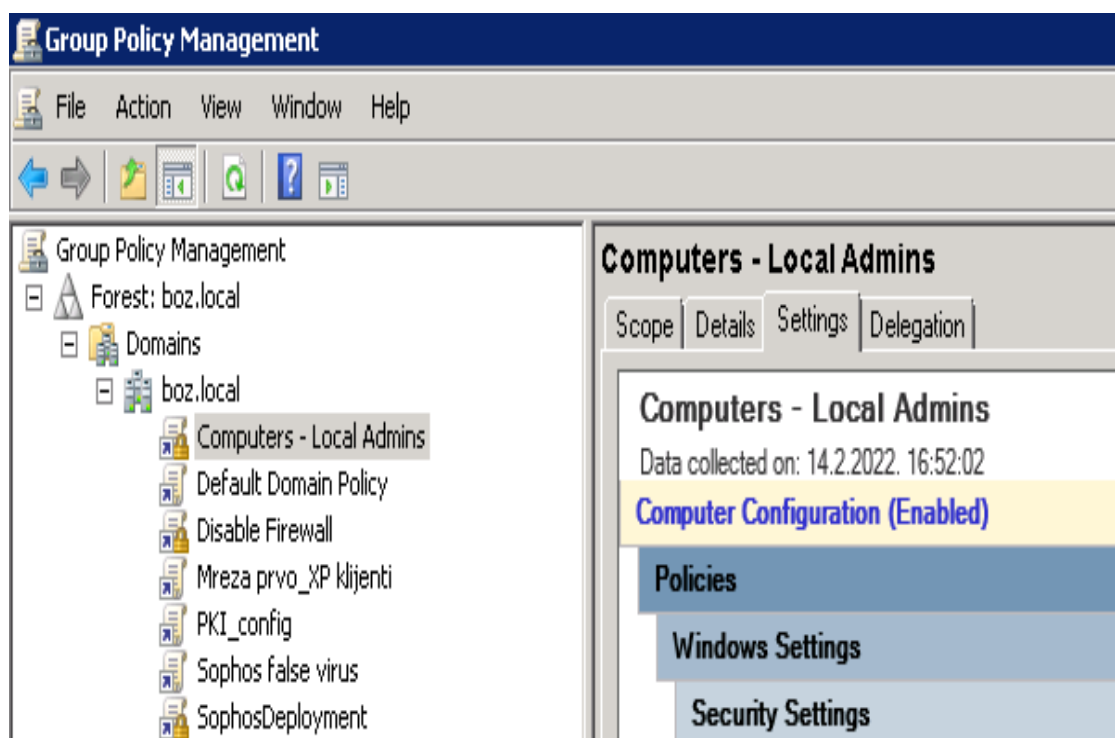 Group Policy Management
File Action View Window Help
Group Policy Management
Forest: boz.local
Domains
boz.local
Computers - Local Admins
Default Domain Policy
Disable Firewall
Mreza prvo_XP klijenti
PKI_config
Sophos false virus
SophosDeployment
Computers - Local Admins
Scope Details Settings Delegation
Computers - Local Admins
Data collected on: 14.2.2022. 16:52:02
Computer Configuration (Enabled)
Policies
Windows Settings
Security Settings